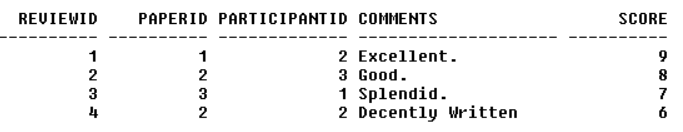 REVIEWID PAPERID PARTICIPANTID COMMENTS SCORE
---------- ---------- ------------- -------------------- ----------
1 1 2 Excellent. 9
2 2 3 Good. 8
3 3 1 Splendid. 7
4 2 2 Decently Written 6